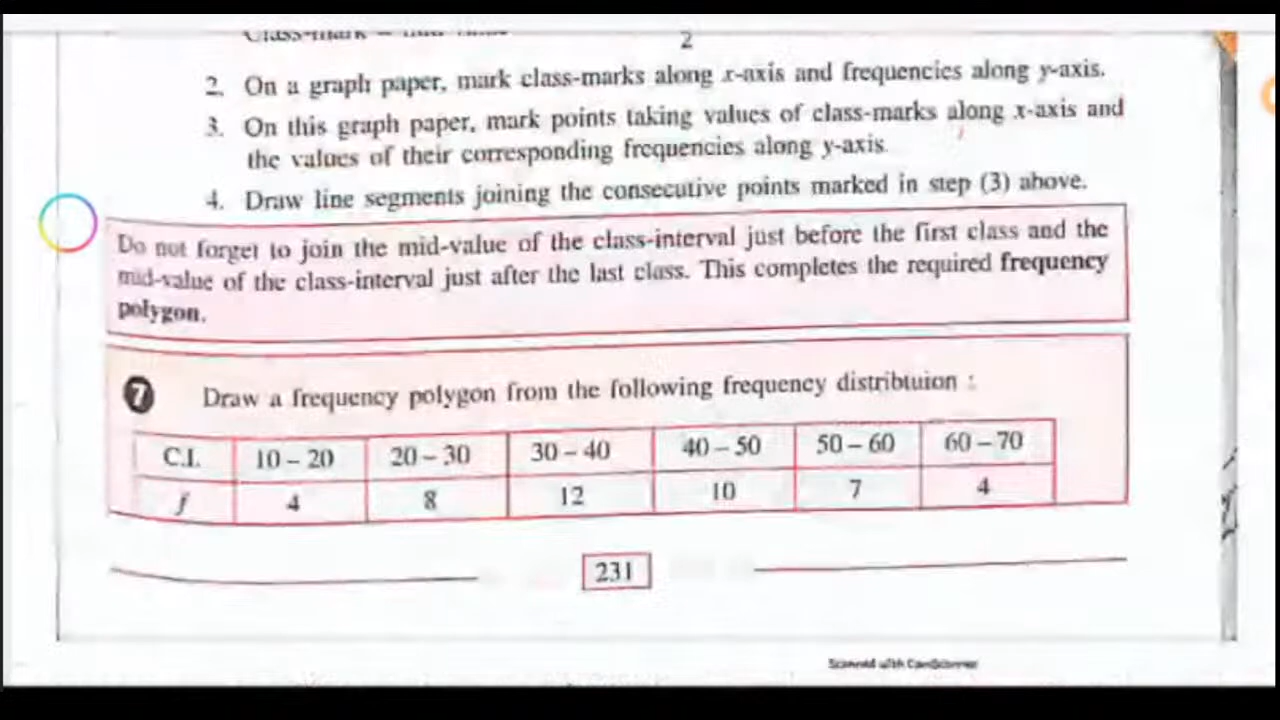 2
2. On a graph paper, mark class-marks along x-axis and frequencies along y-axis.
3. On this graph paper, mark points taking values of class-marks along x-axis and
the values of their corresponding frequencies along y-axis.
4. Draw line segments joining the consecutive points marked in step (3) above.
Do not forget to join the mid-value of the class-interval just before the first class and the
mid-value of the class-interval just after the last class. This completes the required frequency
polygon.
7 Draw a frequency polygon from the following frequency distribtuion :
C.I. 10 – 20 20 – 30 30 – 40 40 – 50 50 – 60 60 – 70
f 4 8 12 10 7 4
231
Scanned with CamScanner